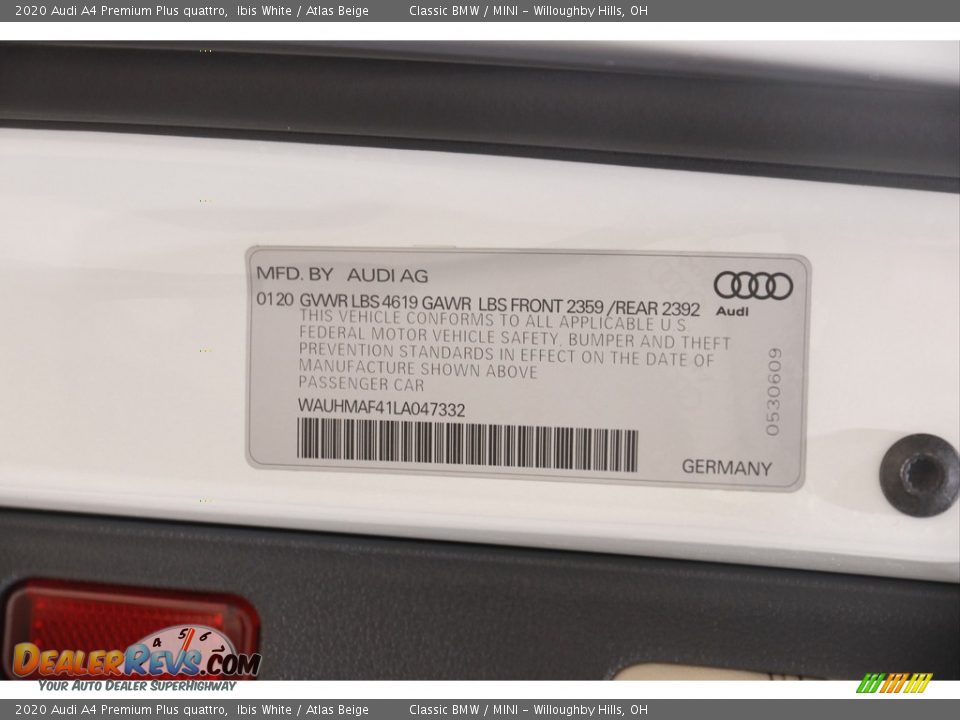 2020 Audi A4 Premium Plus quattro,  Ibis White / Atlas Beige          Classic BMW / MINI - Willoughby Hills, OH
MFD. BY   AUDI AG
0120  GVWR LBS 4619 GAWR  LBS FRONT 2359 /REAR 2392
Audi
THIS VEHICLE CONFORMS TO ALL APPLICABLE U.S.
FEDERAL MOTOR VEHICLE SAFETY, BUMPER AND THEFT
PREVENTION STANDARDS IN EFFECT ON THE DATE OF
MANUFACTURE SHOWN ABOVE
PASSENGER CAR
0530609
WAUHMAF41LA047332
GERMANY
4 5 6
DEALERREVS.COM
YOUR AUTO DEALER SUPERHIGHWAY
2020 Audi A4 Premium Plus quattro,  Ibis White / Atlas Beige          Classic BMW / MINI - Willoughby Hills, OH